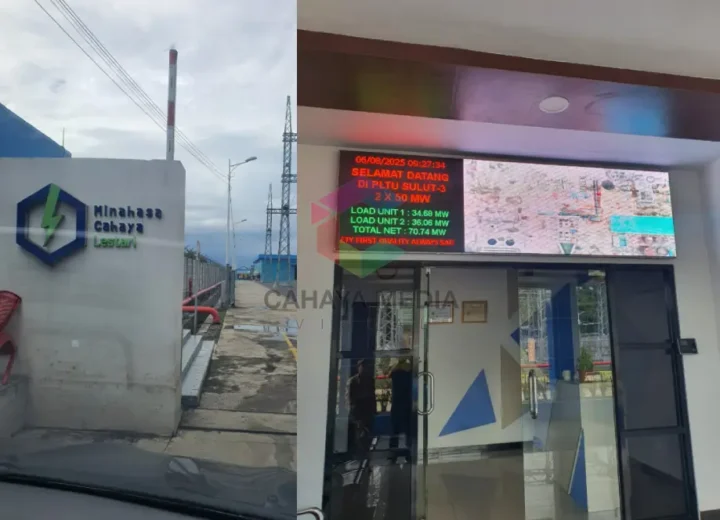 Minahasa
Cahaya
Lestari
06/08/2025 09:27:34
SELAMAT DATANG
DI PLTU SULUT-3
2 X 50 MW
LOAD UNIT 1 : 34.68 MW
LOAD UNIT 2 : 36.06 MW
TOTAL NET : 70.74 MW
CAHAYA MEDIA